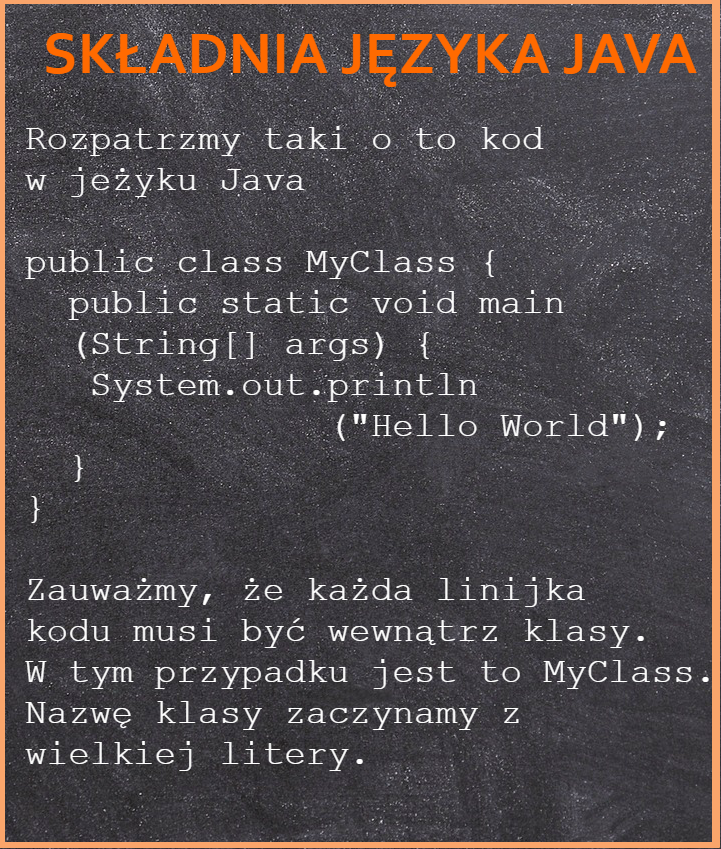 SKŁADNIA JĘZYKA JAVA
Rozpatrzmy taki o to kod
w jeżyku Java
public class MyClass {
  public static void main
  (String[] args) {
   System.out.println
              ("Hello World");
  }
}
Zauważmy, że każda linijka
kodu musi być wewnątrz klasy.
W tym przypadku jest to MyClass.
Nazwę klasy zaczynamy z
wielkiej litery.